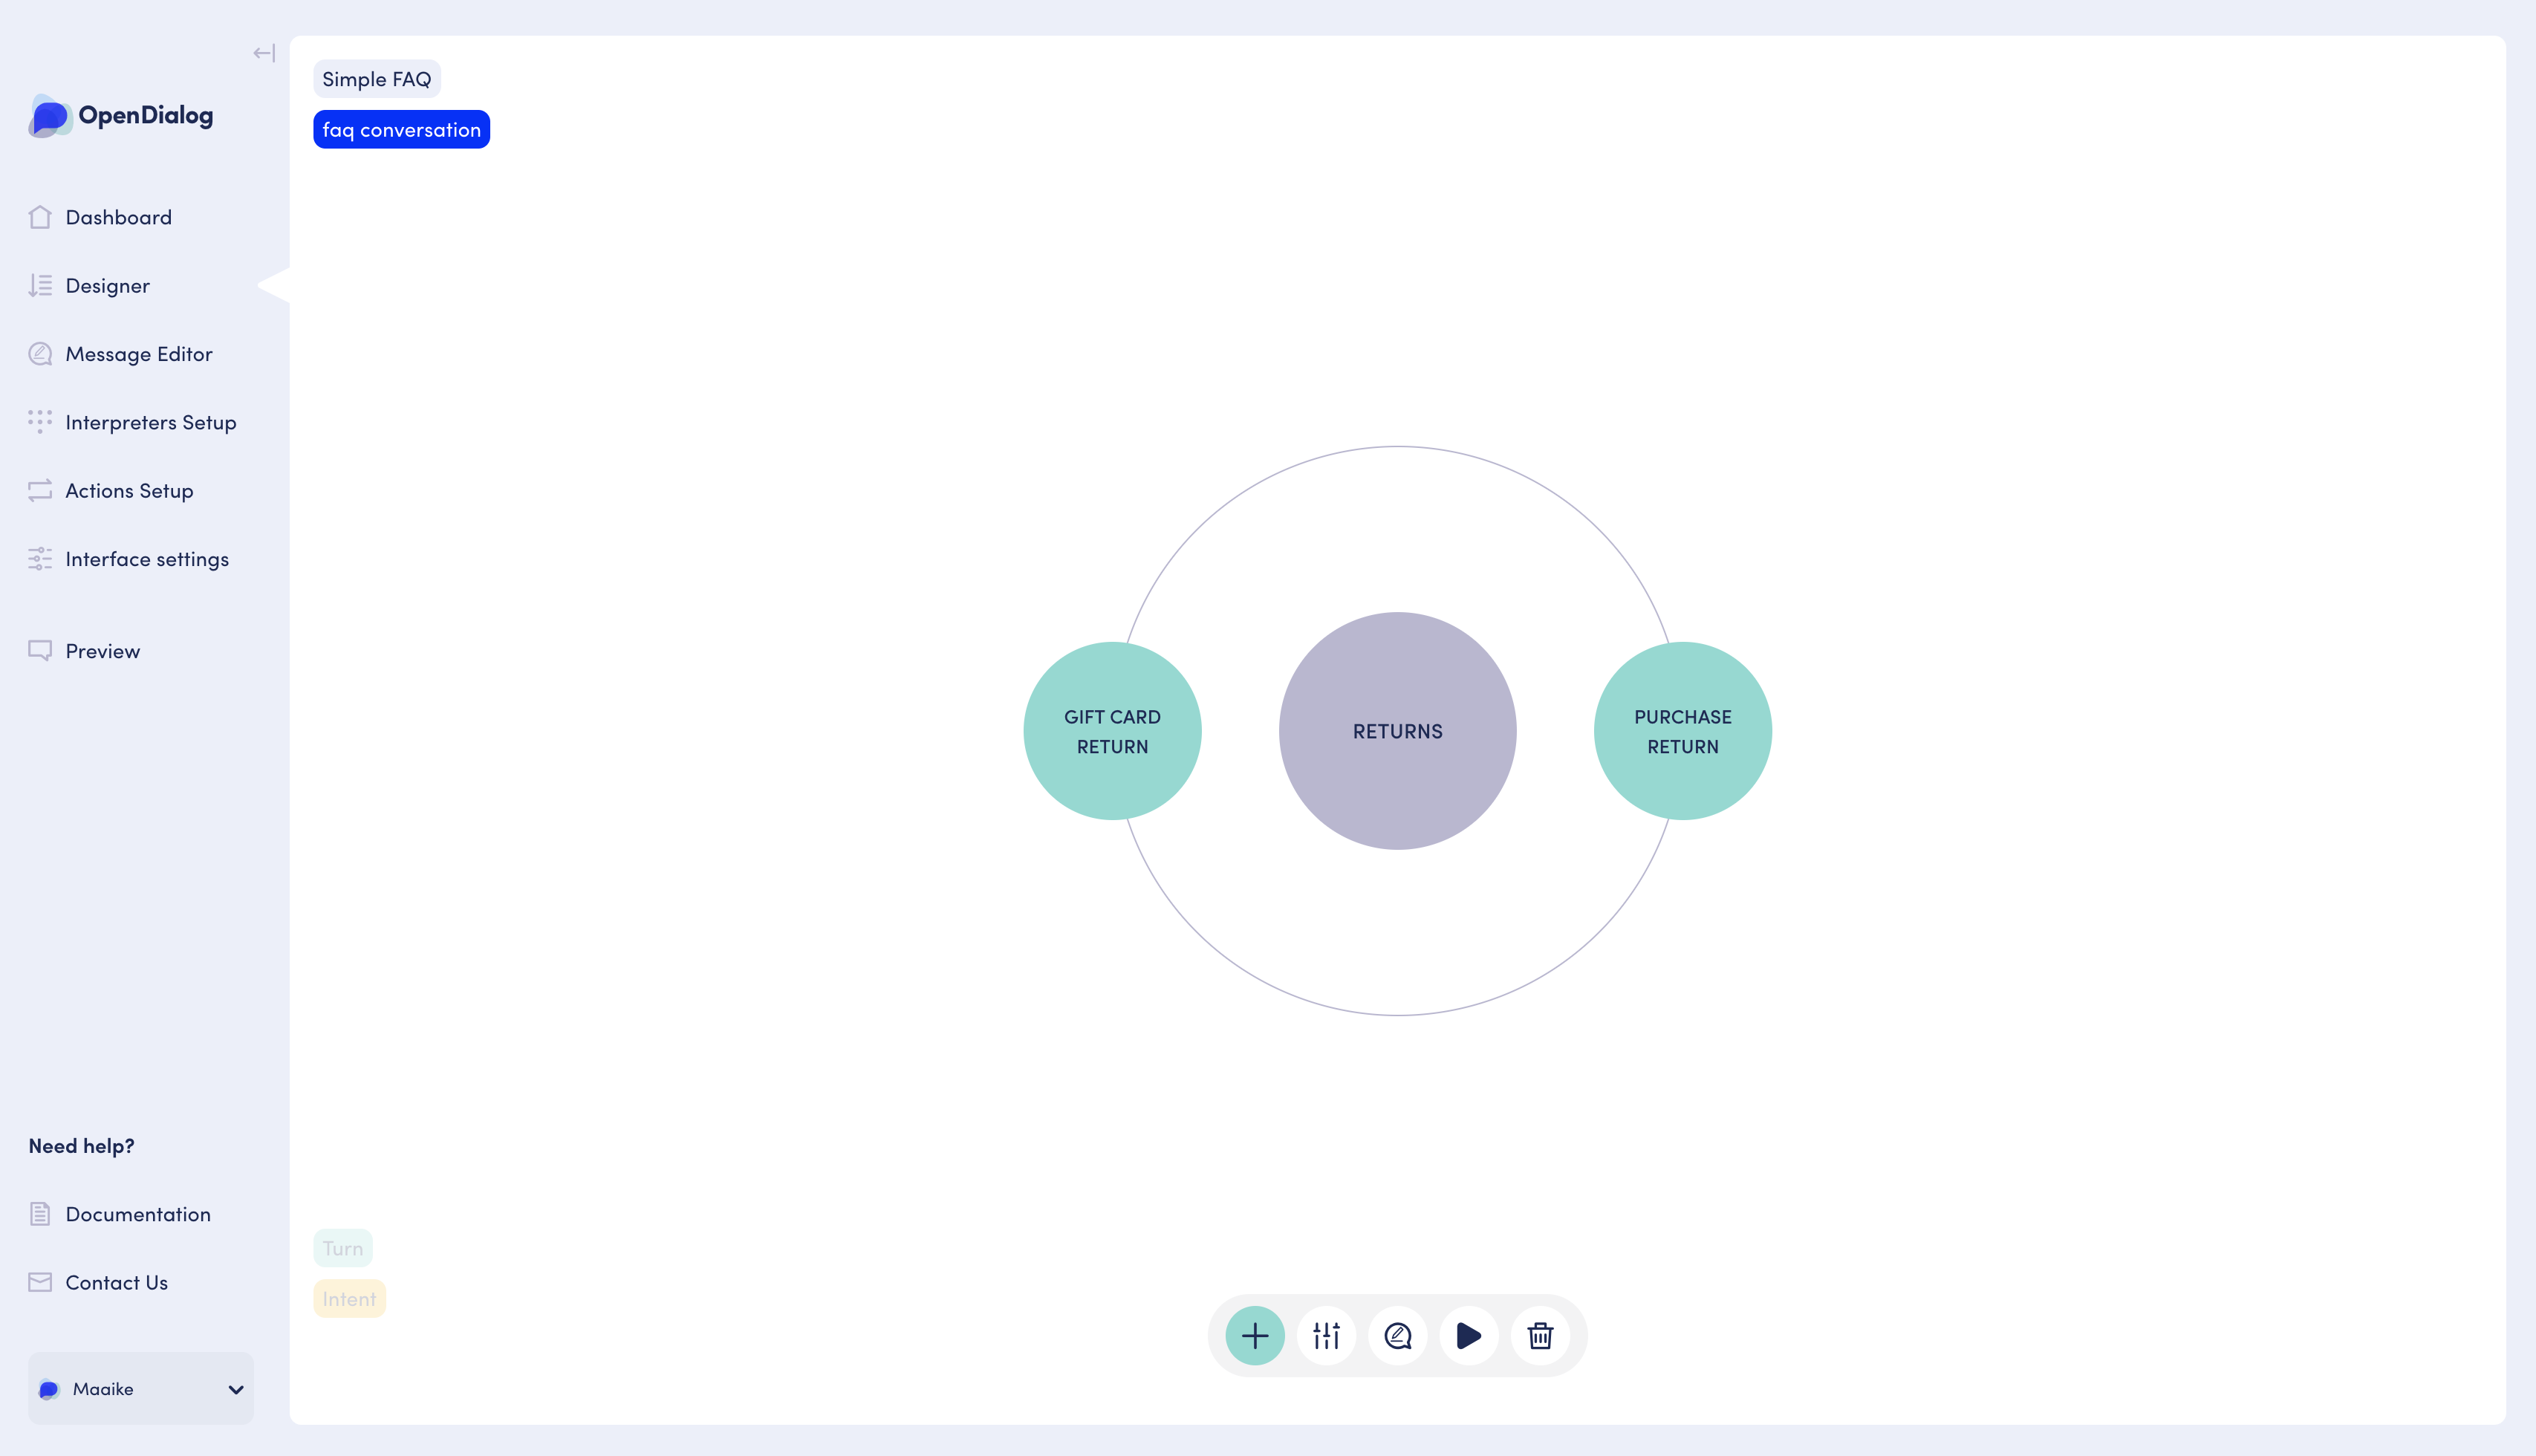 OpenDialog
Dashboard
Designer
Message Editor
Interpreters Setup
Actions Setup
Interface settings
Preview
Need help?
Documentation
Contact Us
Maaike
Simple FAQ
faq conversation
GIFT CARD
RETURN
RETURNS
PURCHASE
RETURN
Turn
Intent